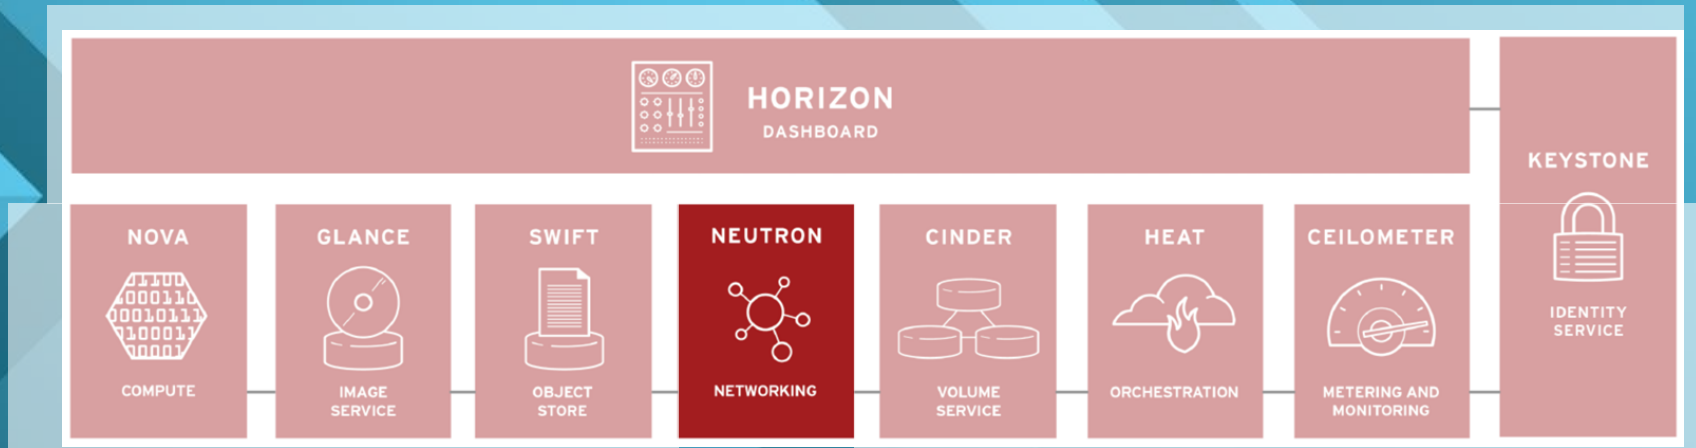 HORIZON
DASHBOARD
KEYSTONE
IDENTITY
SERVICE
NOVA
COMPUTE
GLANCE
IMAGE
SERVICE
SWIFT
OBJECT
STORE
NEUTRON
NETWORKING
CINDER
VOLUME
SERVICE
HEAT
ORCHESTRATION
CEILOMETER
METERING AND
MONITORING